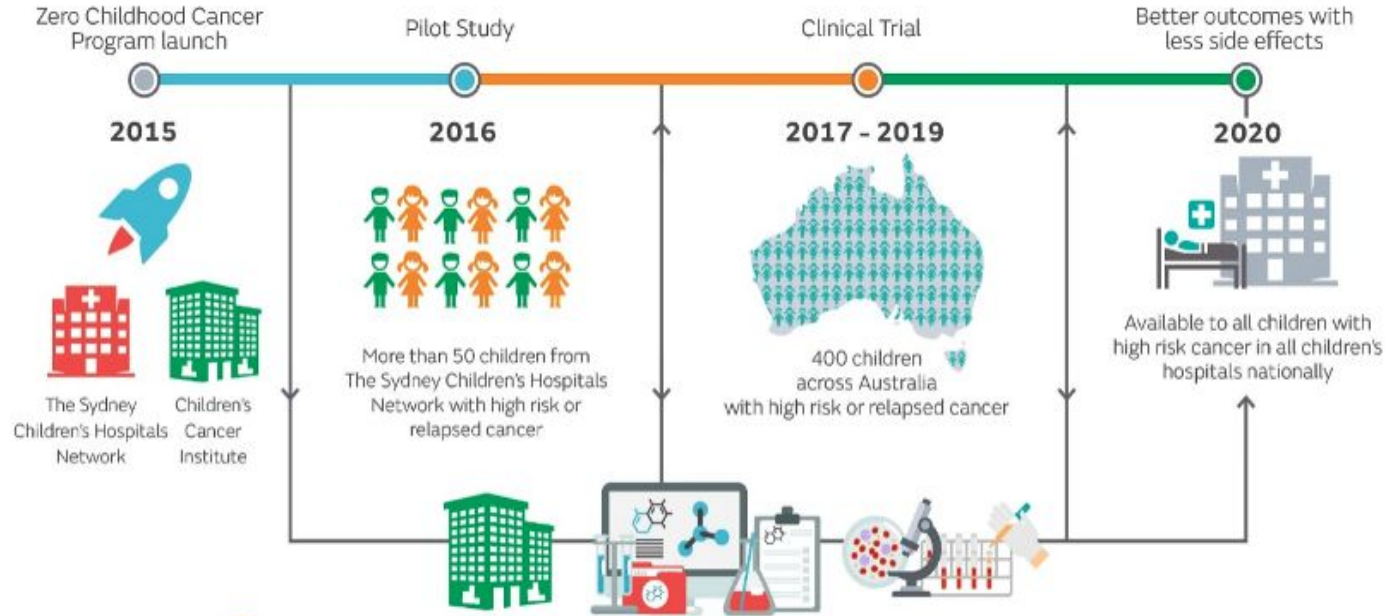 Zero Childhood Cancer
Program launch
Pilot Study
Clinical Trial
Better outcomes with
less side effects
2015
2016
2017 - 2019
2020
The Sydney
Children's Hospitals
Network
Children's
Cancer
Institute
More than 50 children from
The Sydney Children's Hospitals
Network with high risk or
relapsed cancer
400 children
across Australia
with high risk or relapsed cancer
Available to all children with
high risk cancer in all children's
hospitals nationally